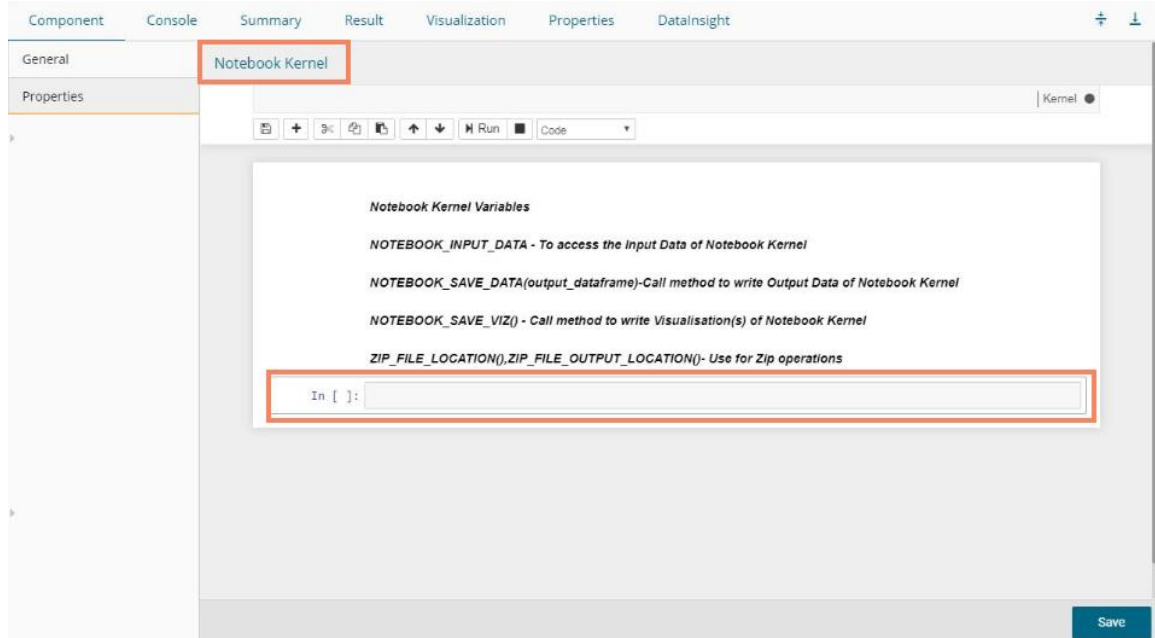 Component Console Summary Result Visualization Properties DataInsight
General
Notebook Kernel
Properties
Kernel
Run Code
Notebook Kernel Variables
NOTEBOOK_INPUT_DATA - To access the Input Data of Notebook Kernel
NOTEBOOK_SAVE_DATA(output_dataframe)-Call method to write Output Data of Notebook Kernel
NOTEBOOK_SAVE_VIZ() - Call method to write Visualisation(s) of Notebook Kernel
ZIP_FILE_LOCATION(),ZIP_FILE_OUTPUT_LOCATION()- Use for Zip operations
In [ ]:
Save